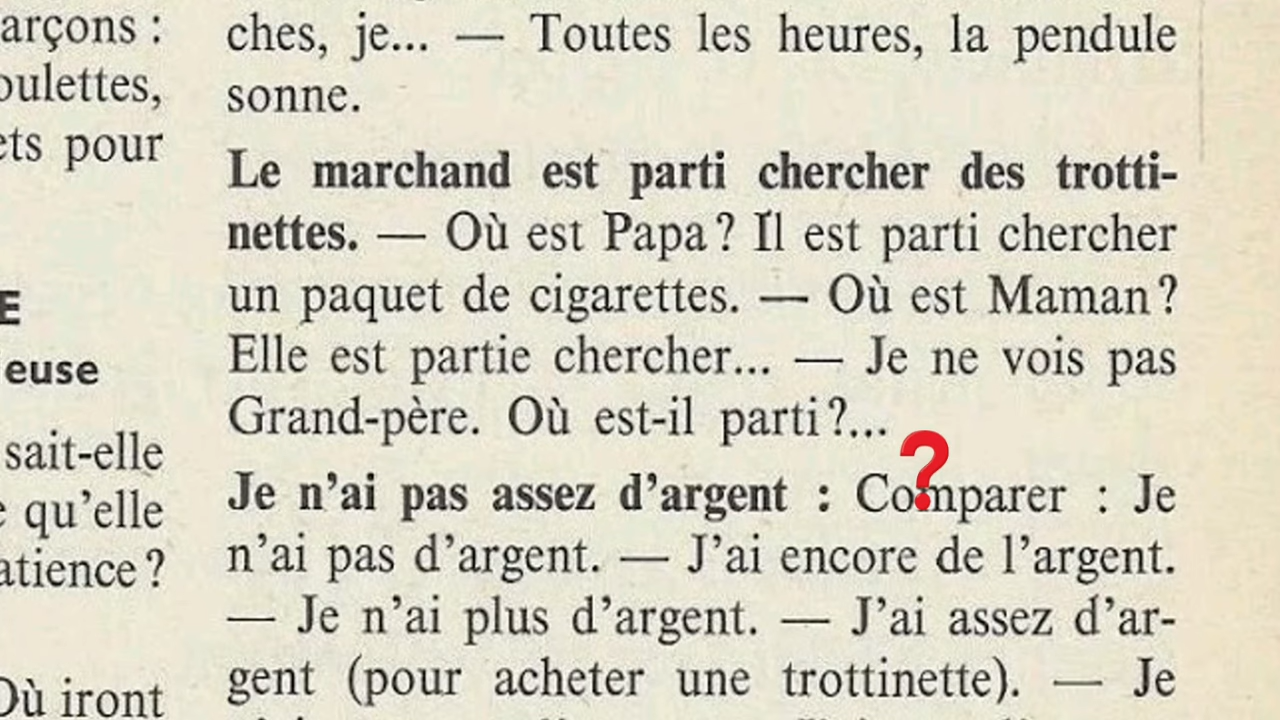 arçons :
oulettes,
ets pour
E
euse
sait-elle
qu'elle
atience ?
Où iront
ches, je... — Toutes les heures, la pendule
sonne.
Le marchand est parti chercher des trotti-
nettes. — Où est Papa ? Il est parti chercher
un paquet de cigarettes. — Où est Maman ?
Elle est partie chercher... — Je ne vois pas
Grand-père. Où est-il parti ?...
❓
Je n'ai pas assez d'argent : Comparer : Je
n'ai pas d'argent. — J'ai encore de l'argent.
— Je n'ai plus d'argent. — J'ai assez d'ar-
gent (pour acheter une trottinette). — Je